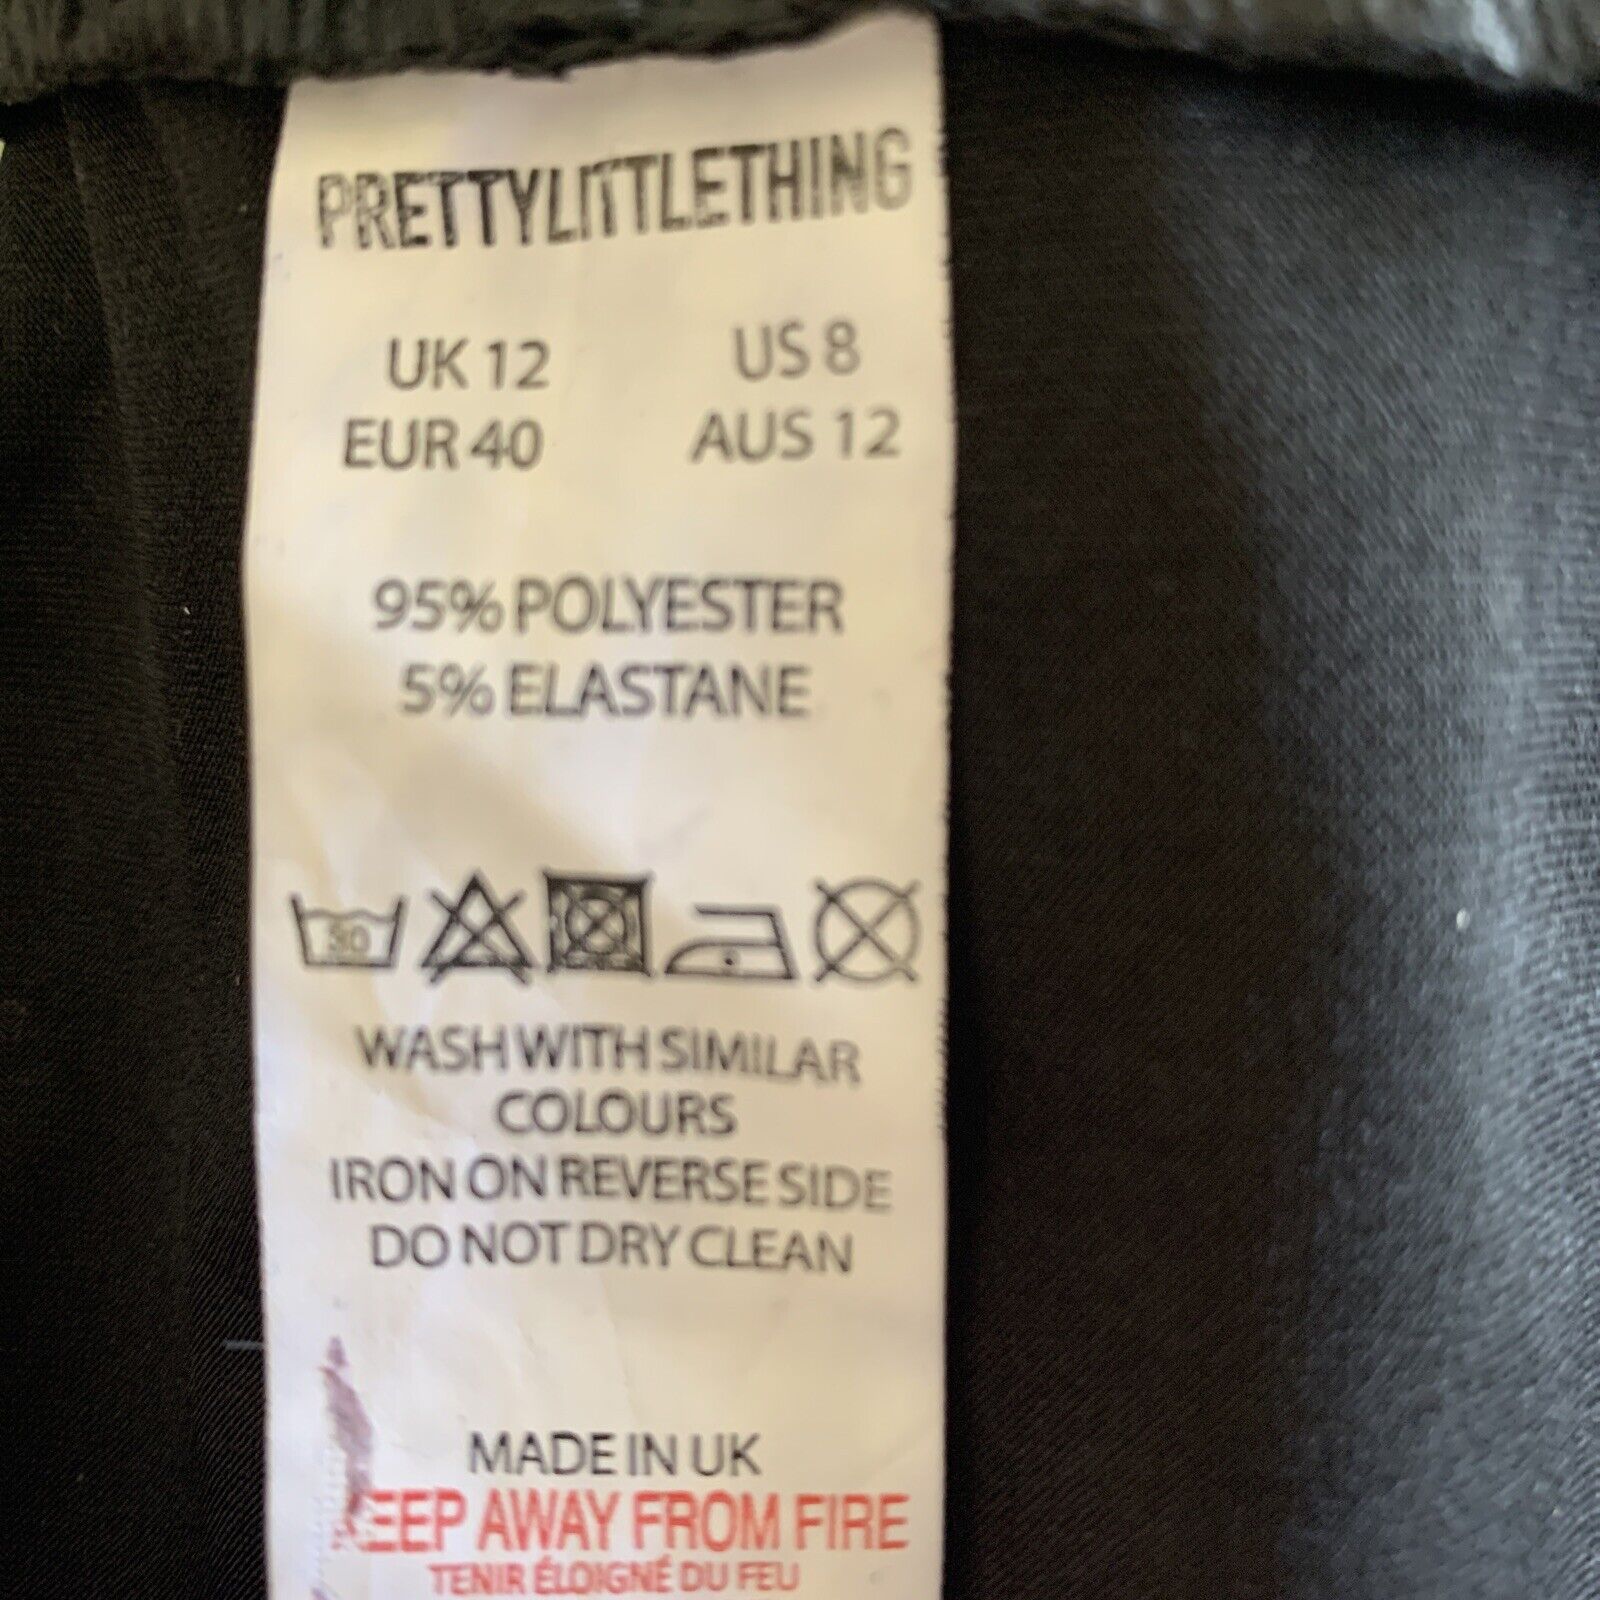 PRETTYLITTLETHING
UK 12 US 8
EUR 40 AUS 12
95% POLYESTER
5% ELASTANE
30
WASH WITH SIMILAR
COLOURS
IRON ON REVERSE SIDE
DO NOT DRY CLEAN
MADE IN UK
KEEP AWAY FROM FIRE
TENIR ÉLOIGNÉ DU FEU